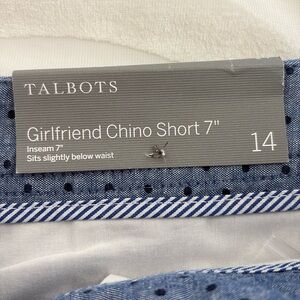 TALBOTS
Girlfriend Chino Short 7"
Inseam 7"
Sits slightly below waist
14